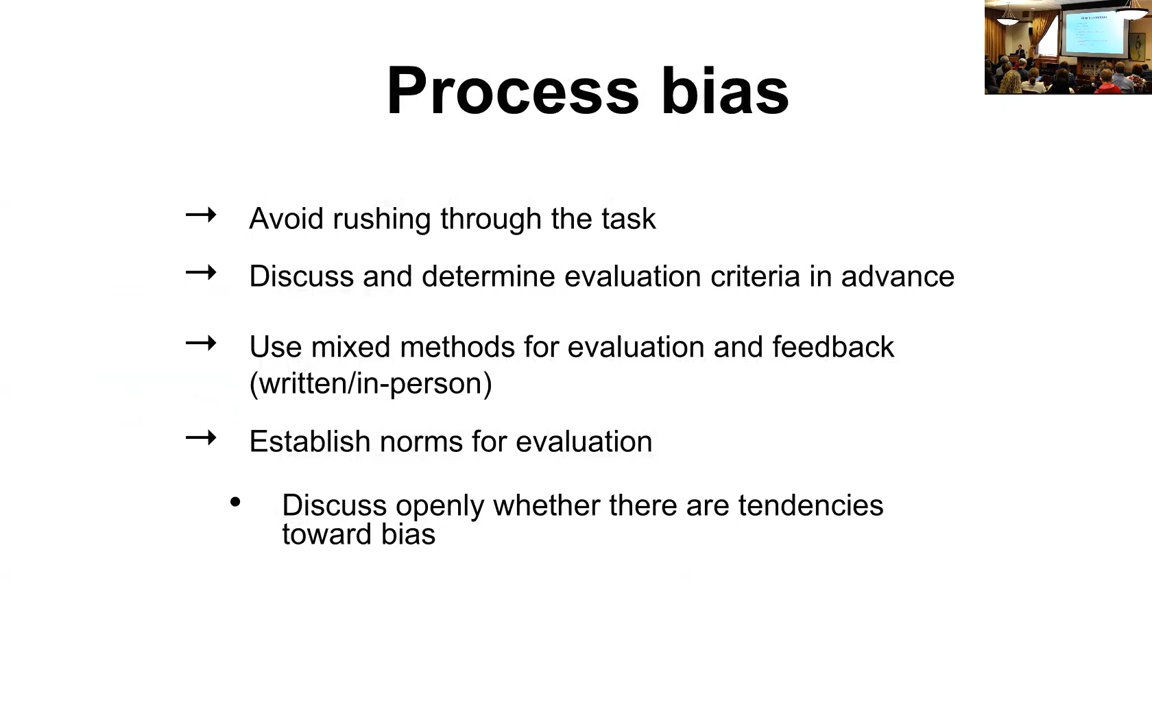 Process bias
→ Avoid rushing through the task
→ Discuss and determine evaluation criteria in advance
→ Use mixed methods for evaluation and feedback
(written/in-person)
→ Establish norms for evaluation
• Discuss openly whether there are tendencies
toward bias